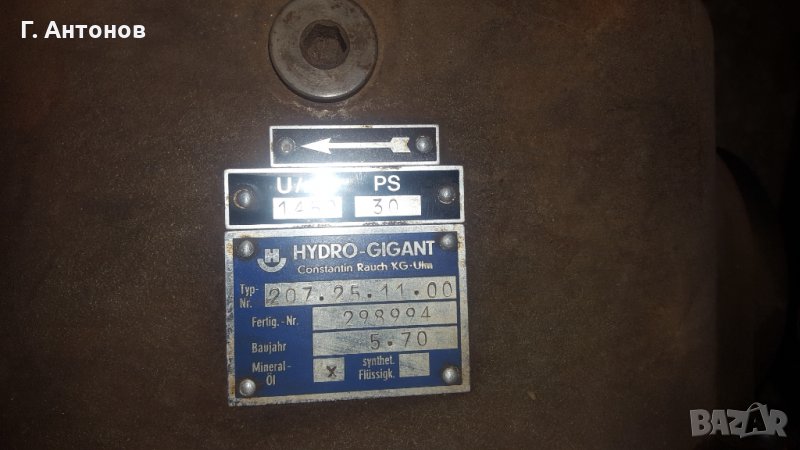 Г. Антонов
PS
30
HYDRO-GIGANT
Constantin Rauch KG-Ulm
Typ-Nr. 207.25.11.00
Fertig.-Nr. 298994
Baujahr 5.70
Mineral-Öl x synthet. Flüssigk.
BAZAR